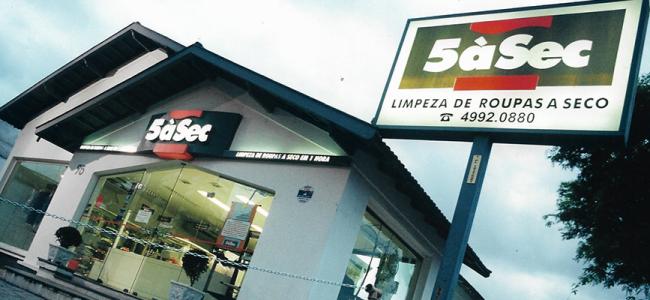 5àSec
LIMPEZA DE ROUPAS A SECO
☎ 4992.0880
5àSec
LIMPEZA DE ROUPAS A SECO EM 1 HORA